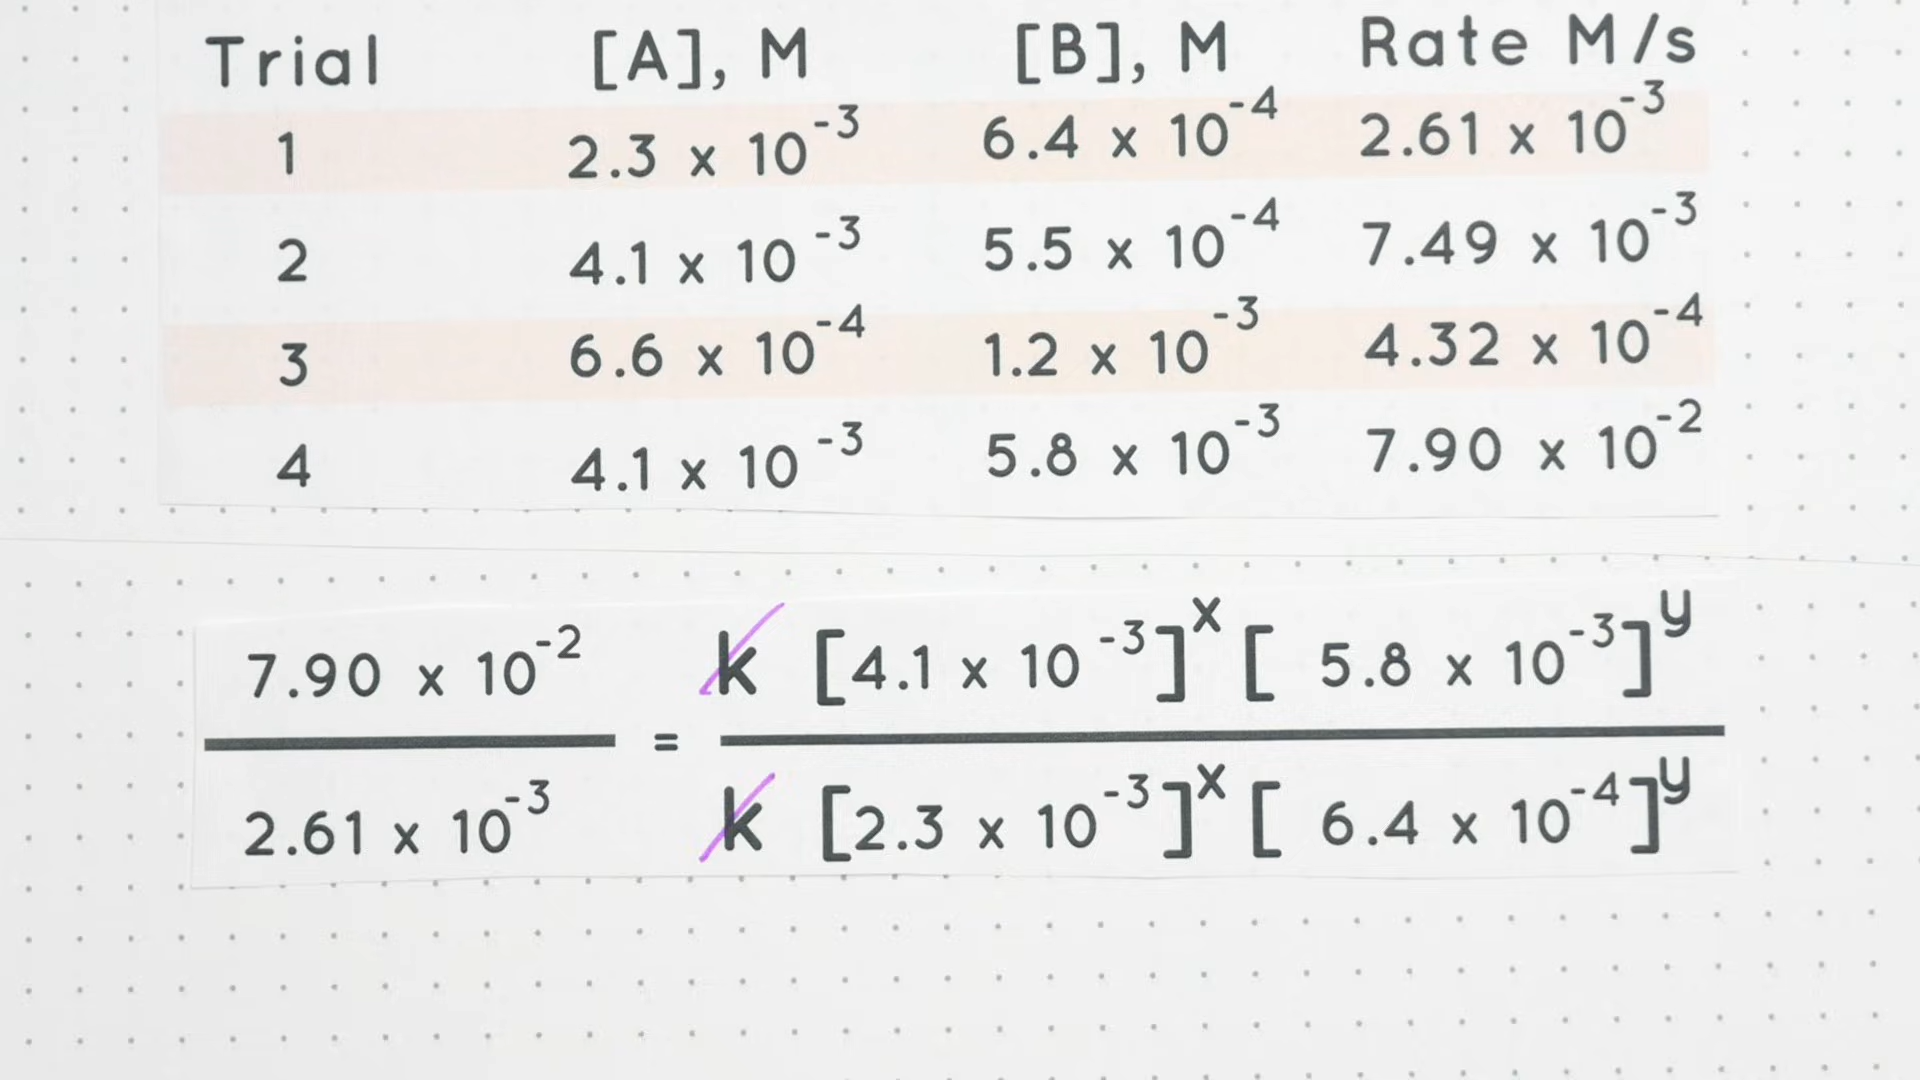 Trial [A], M [B], M Rate M/s
1 2.3 x 10⁻³ 6.4 x 10⁻⁴ 2.61 x 10⁻³
2 4.1 x 10⁻³ 5.5 x 10⁻⁴ 7.49 x 10⁻³
3 6.6 x 10⁻⁴ 1.2 x 10⁻³ 4.32 x 10⁻⁴
4 4.1 x 10⁻³ 5.8 x 10⁻³ 7.90 x 10⁻²
7.90 x 10⁻² k [4.1 x 10⁻³]ˣ [ 5.8 x 10⁻³]ʸ
=
2.61 x 10⁻³ k [2.3 x 10⁻³]ˣ [ 6.4 x 10⁻⁴]ʸ